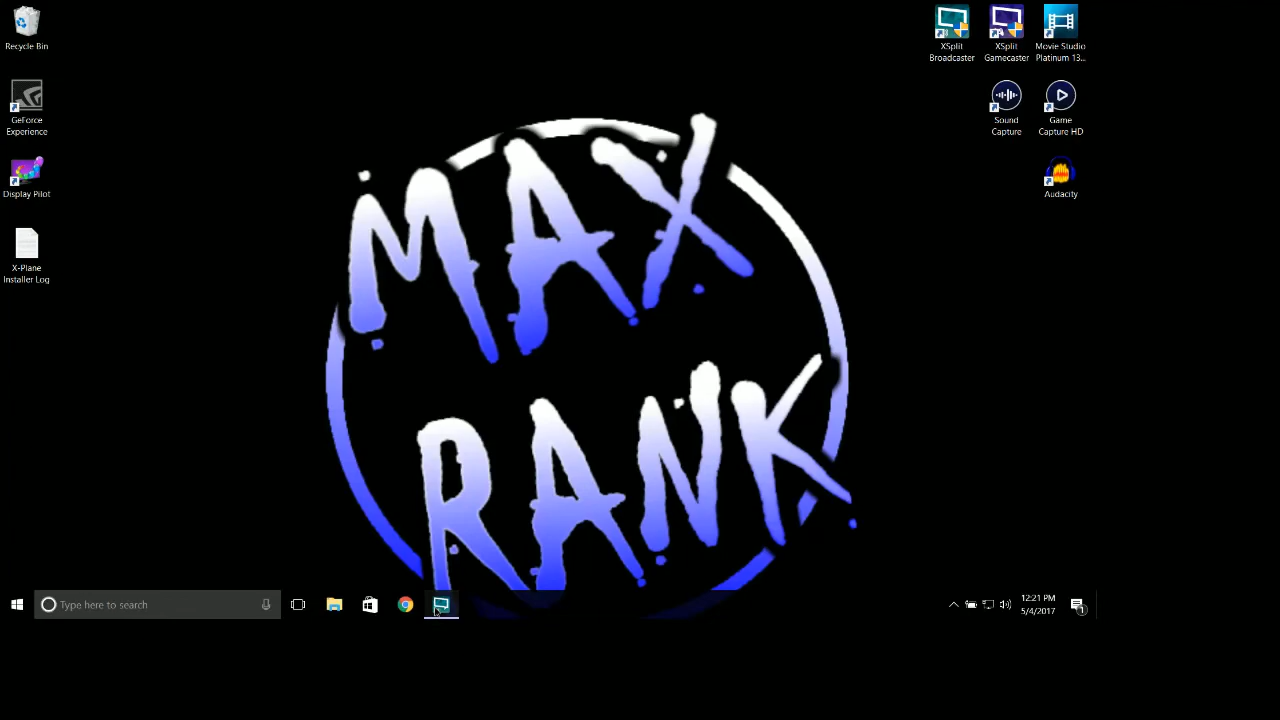 Recycle Bin
GeForce
Experience
Display Pilot
X-Plane
Installer Log
XSplit
Broadcaster
XSplit
Gamecaster
Movie Studio
Platinum 13...
Sound
Capture
Game
Capture HD
Audacity
MAX
RANK
Type here to search
12:21 PM
5/4/2017
1